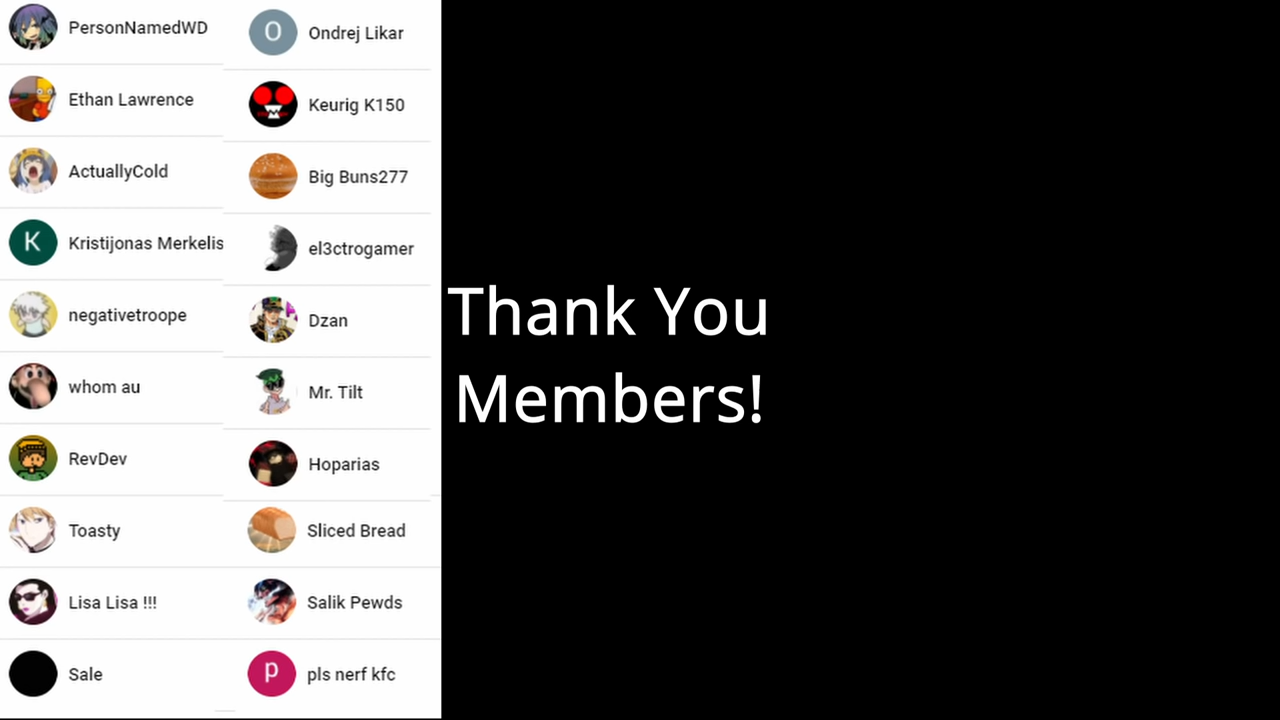 PersonNamedWD
Ethan Lawrence
ActuallyCold
K
Kristijonas Merkelis
negativetroope
whom au
RevDev
Toasty
Lisa Lisa !!!
Sale
O
Ondrej Likar
Keurig K150
Big Buns277
el3ctrogamer
Dzan
Mr. Tilt
Hoparias
Sliced Bread
Salik Pewds
p
pls nerf kfc
Thank You
Members!